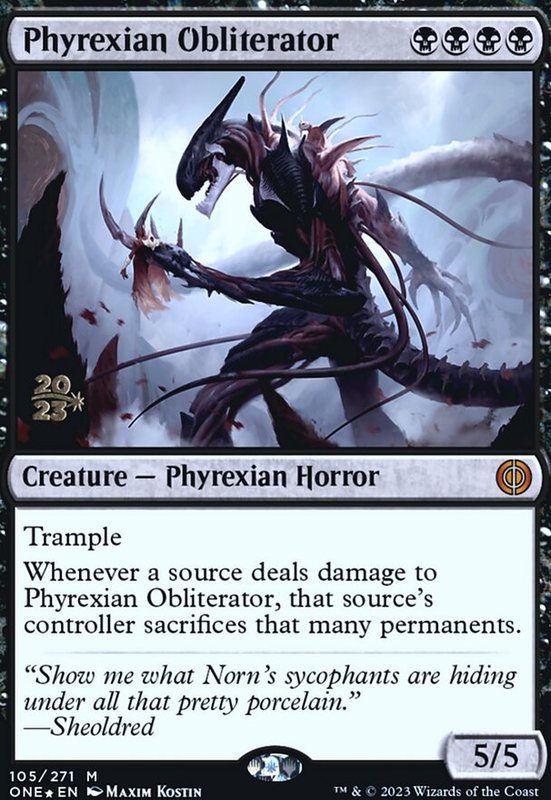 Phyrexian Obliterator
20
23
Creature — Phyrexian Horror
Trample
Whenever a source deals damage to
Phyrexian Obliterator, that source's
controller sacrifices that many permanents.
“Show me what Norn's sycophants are hiding
under all that pretty porcelain.”
—Sheoldred
5/5
105/271 M
ONE★EN Maxim Kostin
™ & © 2023 Wizards of the Coast